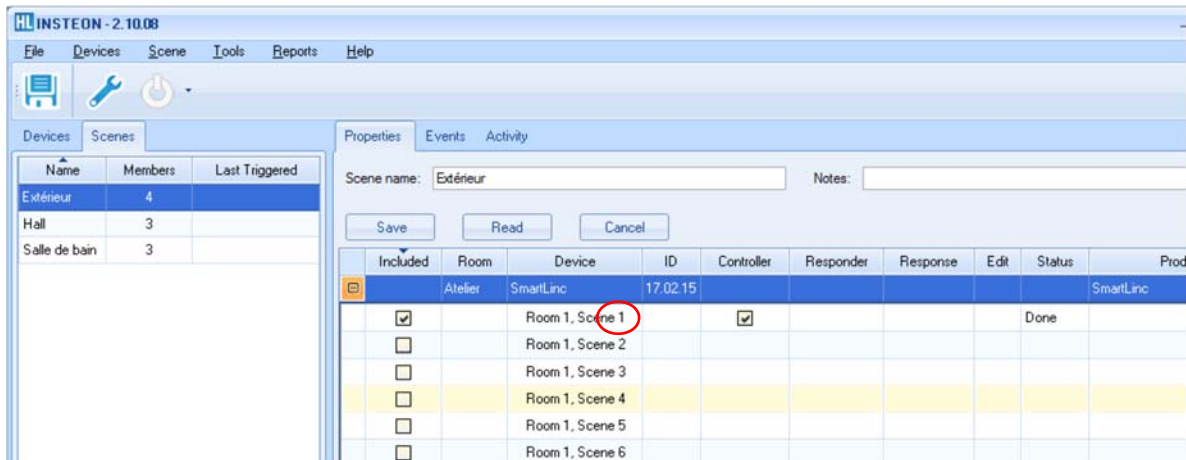 HL INSTEON - 2.10.08
File Devices Scene Tools Reports Help
Devices Scenes
Name Members Last Triggered
Extérieur 4
Hall 3
Salle de bain 3
Properties Events Activity
Scene name: Extérieur Notes:
Save Read Cancel
Included Room Device ID Controller Responder Response Edit Status
Atelier SmartLinc 17.02.15 SmartLinc
Room 1, Scene 1 Done
Room 1, Scene 2
Room 1, Scene 3
Room 1, Scene 4
Room 1, Scene 5
Room 1, Scene 6